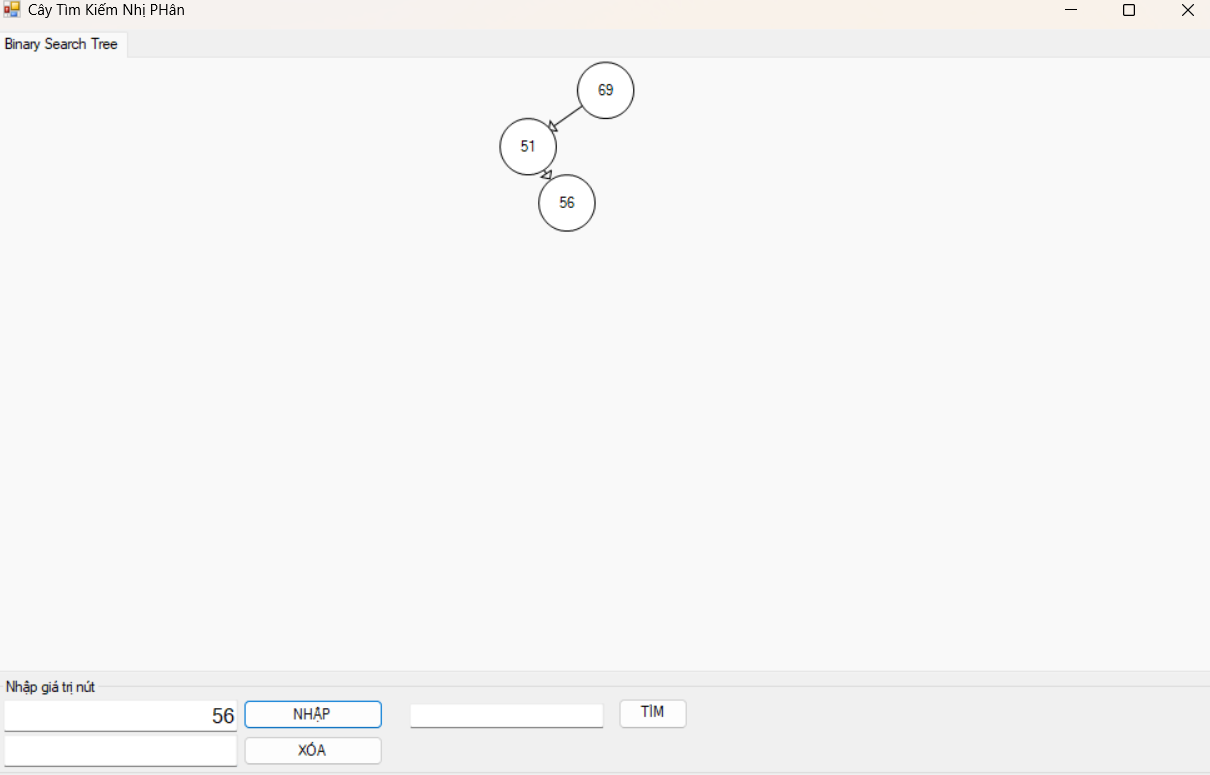 Cây Tìm Kiếm Nhị PHân
Binary Search Tree
69
51
56
Nhập giá trị nút
56
NHẬP
TÌM
XÓA